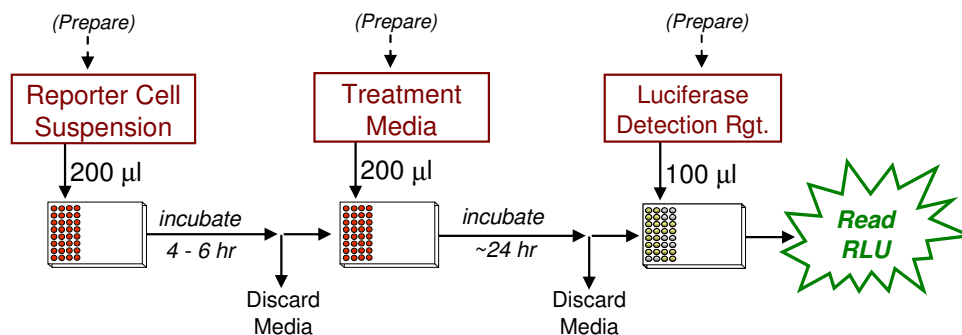 (Prepare)
Reporter Cell
Suspension
200 µl
incubate
4 - 6 hr
Discard
Media
(Prepare)
Treatment
Media
200 µl
incubate
~24 hr
Discard
Media
(Prepare)
Luciferase
Detection Rgt.
100 µl
Read
RLU